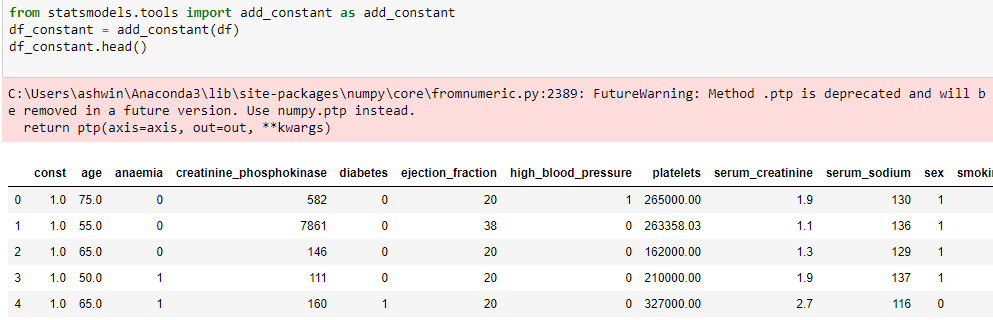 from statsmodels.tools import add_constant as add_constant
df_constant = add_constant(df)
df_constant.head()
C:\Users\ashwin\Anaconda3\lib\site-packages\numpy\core\fromnumeric.py:2389: FutureWarning: Method .ptp is deprecated and will b
e removed in a future version. Use numpy.ptp instead.
return ptp(axis=axis, out=out, **kwargs)
const age anaemia creatinine_phosphokinase diabetes ejection_fraction high_blood_pressure platelets serum_creatinine serum_sodium sex smoki
0 1.0 75.0 0 582 0 20 1 265000.00 1.9 130 1
1 1.0 55.0 0 7861 0 38 0 263358.03 1.1 136 1
2 1.0 65.0 0 146 0 20 0 162000.00 1.3 129 1
3 1.0 50.0 1 111 0 20 0 210000.00 1.9 137 1
4 1.0 65.0 1 160 1 20 0 327000.00 2.7 116 0